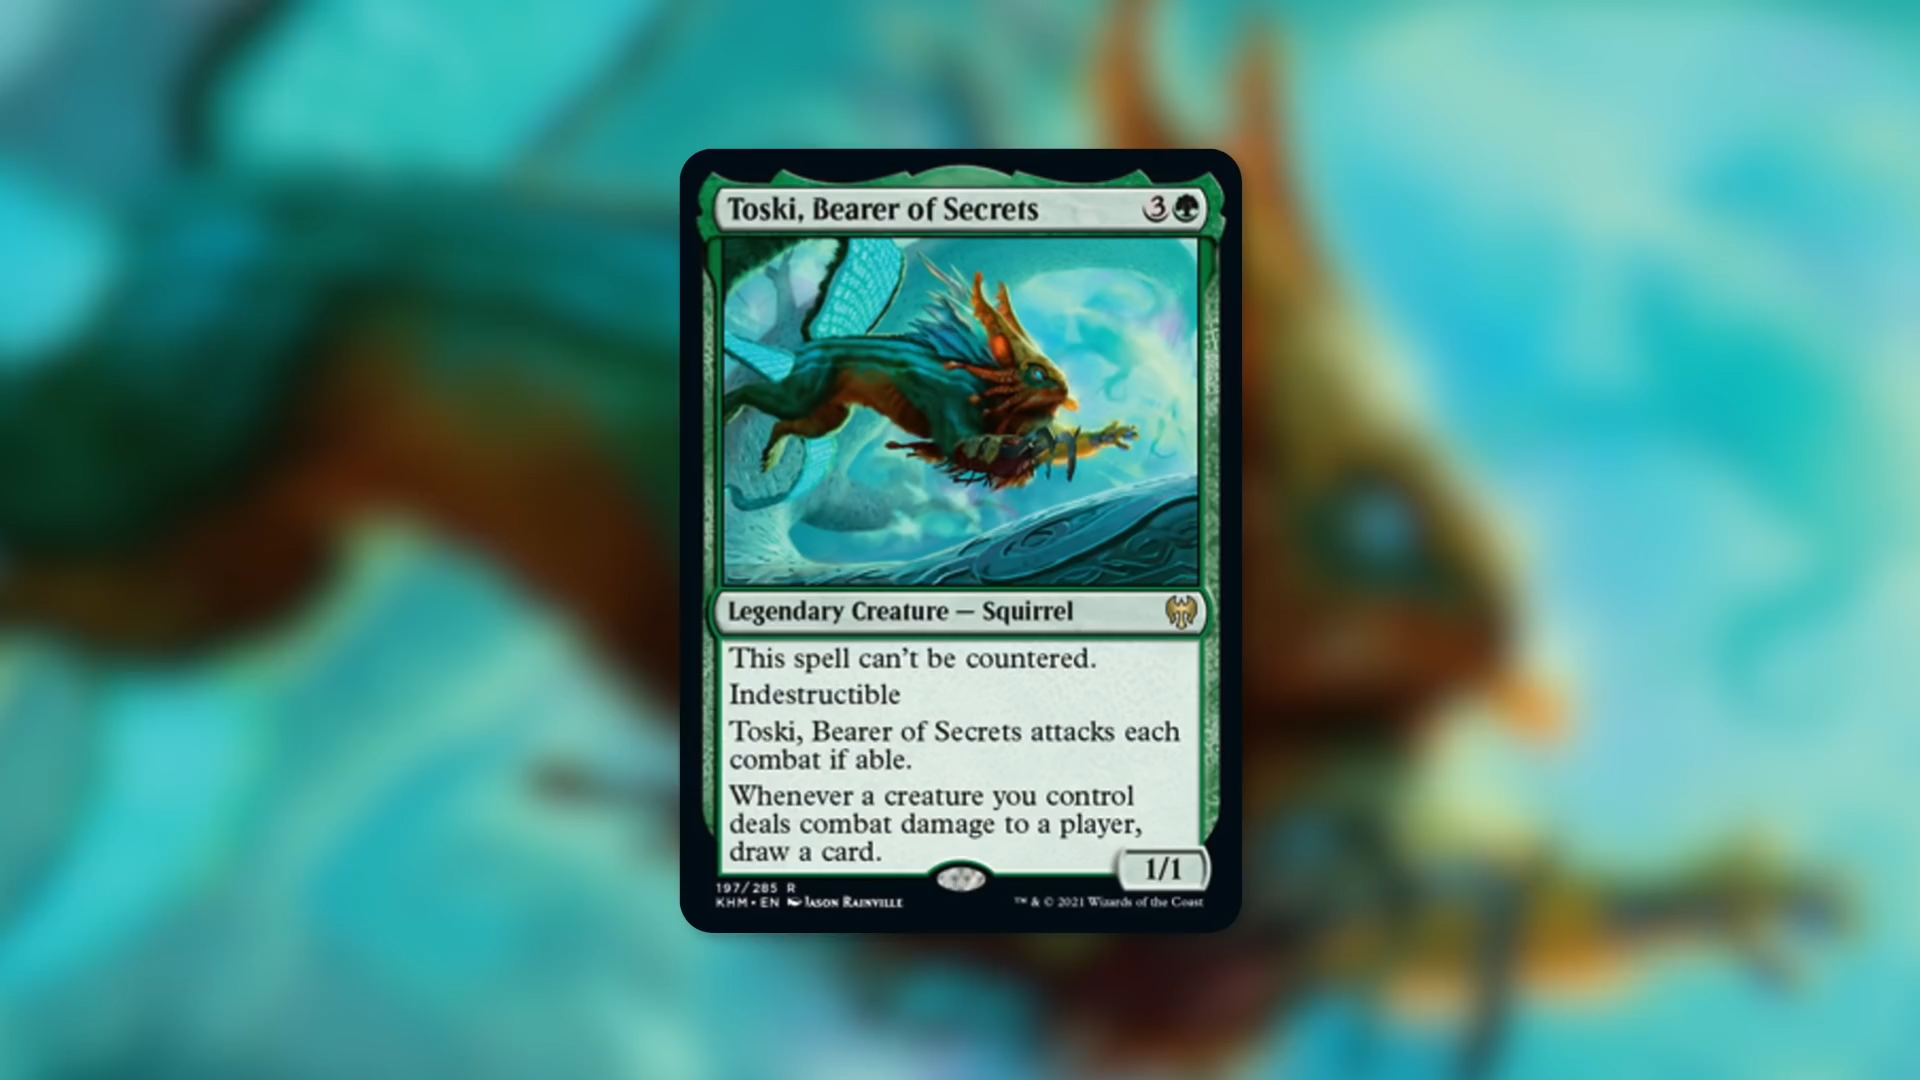 Toski, Bearer of Secrets 3
Legendary Creature — Squirrel
This spell can't be countered.
Indestructible
Toski, Bearer of Secrets attacks each
combat if able.
Whenever a creature you control
deals combat damage to a player,
draw a card.
1/1
197/285 R
KHM • EN Jason Rainville
™ & © 2021 Wizards of the Coast